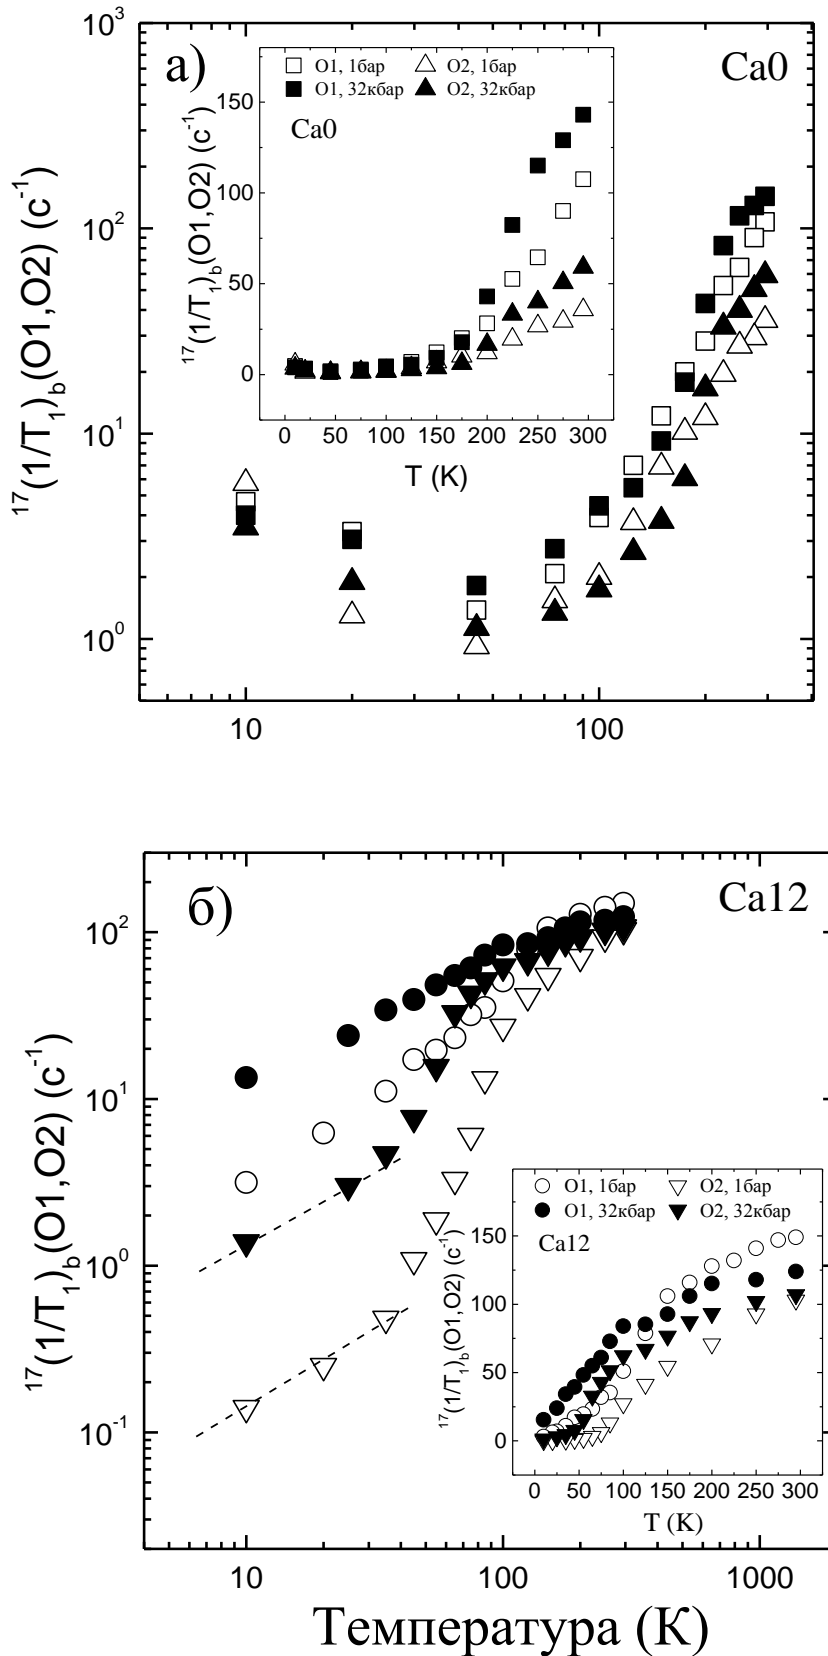 а)
Ca0
O1, 1бар
O2, 1бар
O1, 32кбар
O2, 32кбар
Ca0
¹⁷(1/T₁)_b(O1,O2) (c⁻¹)
150
100
50
0
0 50 100 150 200 250 300
T (K)
¹⁷(1/T₁)_b(O1,O2) (c⁻¹)
10³
10²
10¹
10⁰
10 100
б)
Ca12
O1, 1бар
O2, 1бар
O1, 32кбар
O2, 32кбар
Ca12
¹⁷(1/T₁)_b(O1,O2) (c⁻¹)
150
100
50
0
0 50 100 150 200 250 300
T (K)
¹⁷(1/T₁)_b(O1,O2) (c⁻¹)
10²
10¹
10⁰
10⁻¹
10 100 1000
Температура (K)